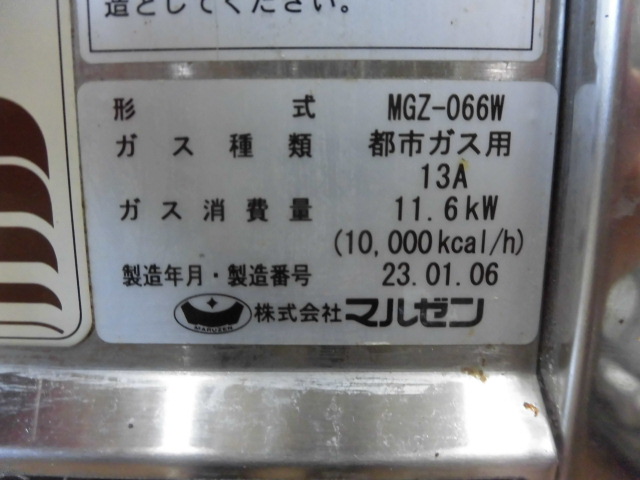 造としてください。
形式 MGZ-066W
ガス種類 都市ガス用
13A
ガス消費量 11.6kW
(10,000kcal/h)
製造年月・製造番号 23.01.06
MARUZEN 株式会社マルゼン